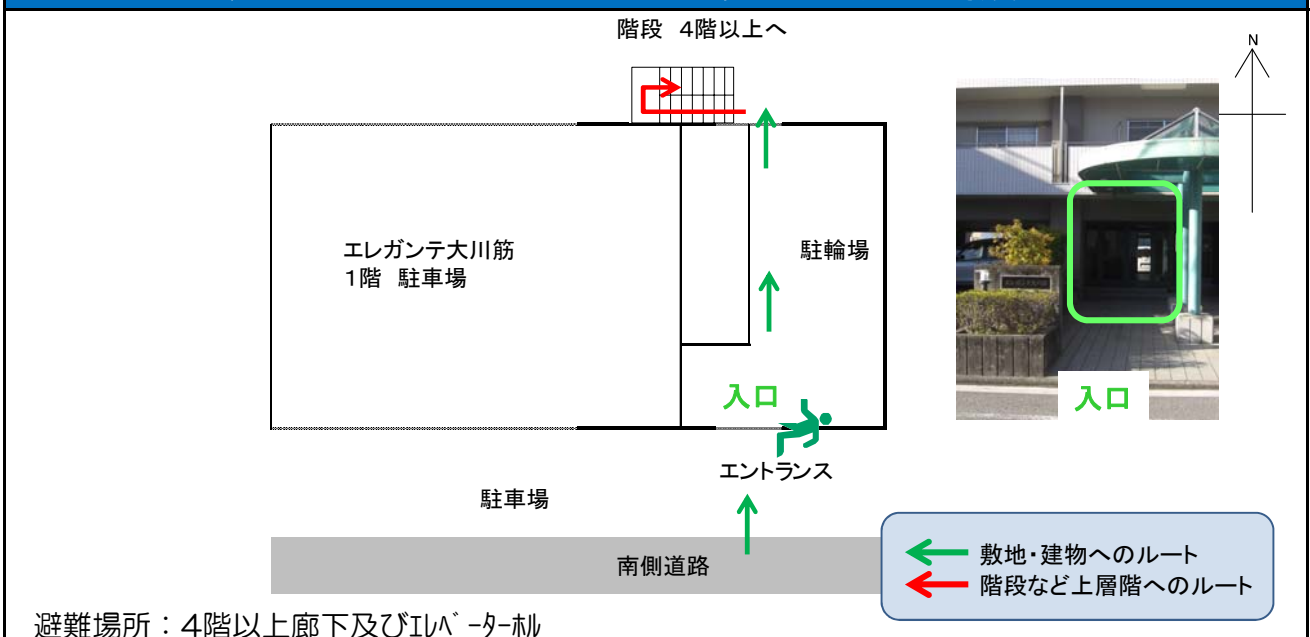 階段 4階以上へ
N
エレガンテ大川筋
1階 駐車場
駐輪場
入口
入口
エントランス
駐車場
南側道路
敷地・建物へのルート
階段など上層階へのルート
避難場所：4階以上廊下及びｴﾚﾍﾞｰﾀｰﾎｰﾙ